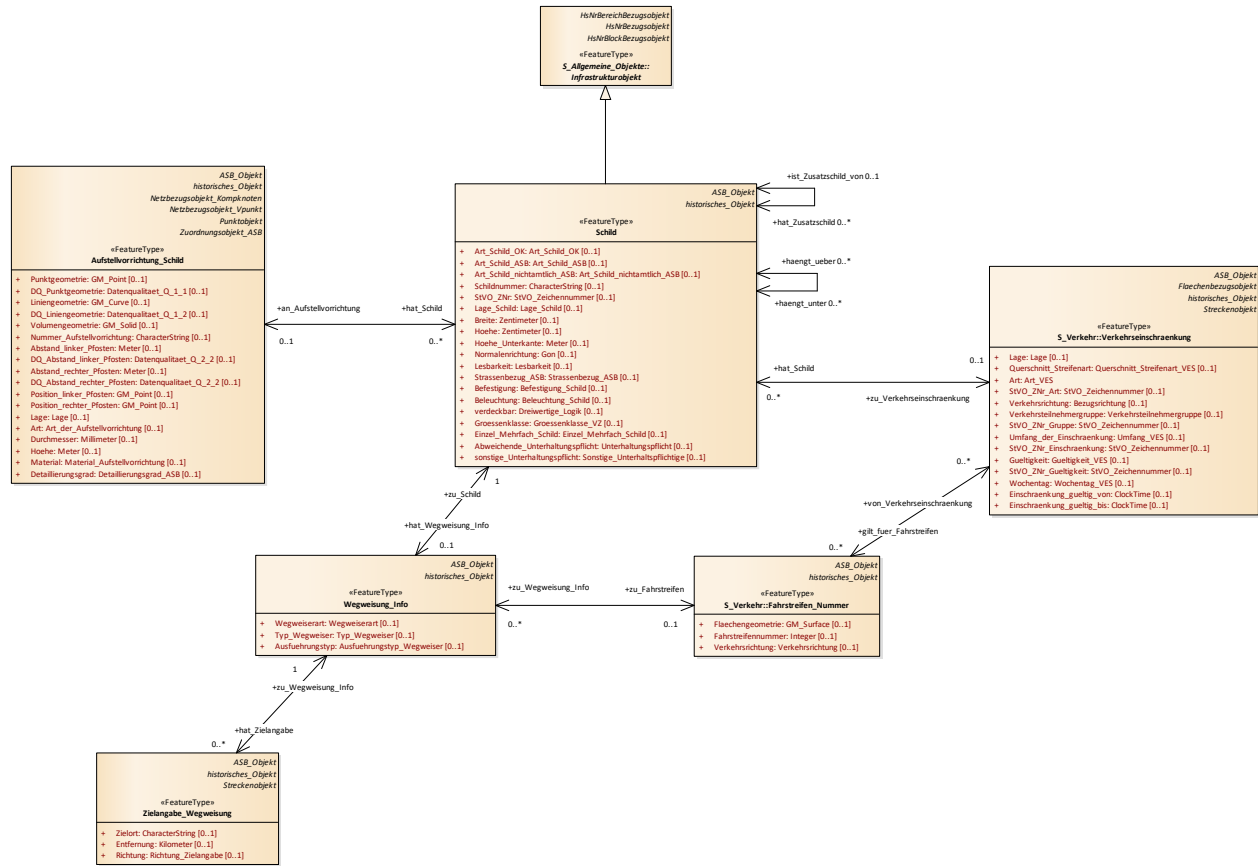 HsNrBereichBezugsobjekt
HsNrBezugsobjekt
HsNrBlockBezugsobjekt
«FeatureType»
S_Allgemeine_Objekte::
Infrastrukturobjekt
ASB_Objekt
historisches_Objekt
Netzbezugsobjekt_Kompknoten
Netzbezugsobjekt_Vpunkt
Punktobjekt
Zuordnungsobjekt_ASB
«FeatureType»
Aufstellvorrichtung_Schild
+ Punktgeometrie: GM_Point [0..1]
+ DQ_Punktgeometrie: Datenqualitaet_Q_1_1 [0..1]
+ Liniengeometrie: GM_Curve [0..1]
+ DQ_Liniengeometrie: Datenqualitaet_Q_1_2 [0..1]
+ Volumengeometrie: GM_Solid [0..1]
+ Nummer_Aufstellvorrichtung: CharacterString [0..1]
+ Abstand_linker_Pfosten: Meter [0..1]
+ DQ_Abstand_linker_Pfosten: Datenqualitaet_Q_2_2 [0..1]
+ Abstand_rechter_Pfosten: Meter [0..1]
+ DQ_Abstand_rechter_Pfosten: Datenqualitaet_Q_2_2 [0..1]
+ Position_linker_Pfosten: GM_Point [0..1]
+ Position_rechter_Pfosten: GM_Point [0..1]
+ Lage: Lage [0..1]
+ Art: Art_der_Aufstellvorrichtung [0..1]
+ Durchmesser: Millimeter [0..1]
+ Hoehe: Meter [0..1]
+ Material: Material_Aufstellvorrichtung [0..1]
+ Detaillierungsgrad: Detaillierungsgrad_ASB [0..1]
+an_Aufstellvorrichtung
0..1
+hat_Schild
0..*
ASB_Objekt
historisches_Objekt
«FeatureType»
Schild
+ Art_Schild_OK: Art_Schild_OK [0..1]
+ Art_Schild_ASB: Art_Schild_ASB [0..1]
+ Art_Schild_nichtamtlich_ASB: Art_Schild_nichtamtlich_ASB [0..1]
+ Schildnummer: CharacterString [0..1]
+ StVO_ZN: StVO_Zeichennummer [0..1]
+ Lage_Schild: Lage_Schild [0..1]
+ Breite: Zentimeter [0..1]
+ Hoehe: Zentimeter [0..1]
+ Hoehe_Unterkante: Meter [0..1]
+ Normalenrichtung: Gon [0..1]
+ Lesbarkeit: Lesbarkeit [0..1]
+ Strassenbezug_ASB: Strassenbezug_ASB [0..1]
+ Befestigung: Befestigung_Schild [0..1]
+ Beleuchtung: Beleuchtung_Schild [0..1]
+ verdeckbar: Dreiwertige_Logik [0..1]
+ Groessenklasse: Groessenklasse_VZ [0..1]
+ Einzel_Mehrfach_Schild: Einzel_Mehrfach_Schild [0..1]
+ Abweichende_Unterhaltungspflicht: Unterhaltungspflicht [0..1]
+ sonstige_Unterhaltungspflicht: Sonstige_Unterhaltspflichtige [0..1]
+ist_Zusatzschild_von 0..1
+hat_Zusatzschild 0..*
+haengt_ueber 0..*
+haengt_unter 0..*
+hat_Schild
0..*
0..1
+zu_Verkehrseinschraenkung
ASB_Objekt
Flaechenbezugsobjekt
historisches_Objekt
Streckenobjekt
«FeatureType»
S_Verkehr::Verkehrseinschraenkung
+ Lage: Lage [0..1]
+ Querschnitt_Streifenart: Querschnitt_Streifenart_VES [0..1]
+ Art: Art_VES
+ StVO_ZNr_Art: StVO_Zeichennummer [0..1]
+ Verkehrsrichtung: Bezugsrichtung [0..1]
+ Verkehrsteilnehmergruppe: Verkehrsteilnehmergruppe [0..1]
+ StVO_ZNr_Gruppe: StVO_Zeichennummer [0..1]
+ Umfang_der_Einschraenkung: Umfang_VES [0..1]
+ StVO_ZNr_Einschraenkung: StVO_Zeichennummer [0..1]
+ Gueltigkeit: Gueltigkeit_VES [0..1]
+ StVO_ZNr_Gueltigkeit: StVO_Zeichennummer [0..1]
+ Wochentag: Wochentag_VES [0..1]
+ Einschraenkung_gueltig_von: ClockTime [0..1]
+ Einschraenkung_gueltig_bis: ClockTime [0..1]
1
+zu_Schild
+hat_Wegweisung_Info
0..1
0..*
+von_Verkehrseinschraenkung
+gilt_fuer_Fahrstreifen
0..*
ASB_Objekt
historisches_Objekt
«FeatureType»
Wegweisung_Info
+ Wegweiserart: Wegweiserart [0..1]
+ Typ_Wegweiser: Typ_Wegweiser [0..1]
+ Ausfuehrungstyp: Ausfuehrungstyp_Wegweiser [0..1]
+zu_Wegweisung_Info
0..*
+zu_Fahrstreifen
0..1
ASB_Objekt
historisches_Objekt
«FeatureType»
S_Verkehr::Fahrstreifen_Nummer
+ Flaechengeometrie: GM_Surface [0..1]
+ Fahrstreifennummer: Integer [0..1]
+ Verkehrsrichtung: Verkehrsrichtung [0..1]
1
+zu_Wegweisung_Info
+hat_Zielangabe
0..*
ASB_Objekt
historisches_Objekt
Streckenobjekt
«FeatureType»
Zielangabe_Wegweisung
+ Zielort: CharacterString [0..1]
+ Entfernung: Kilometer [0..1]
+ Richtung: Richtung_Zielangabe [0..1]